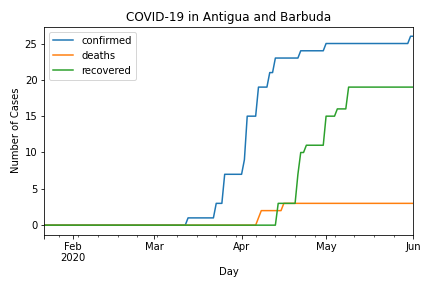 COVID-19 in Antigua and Barbuda
confirmed
deaths
recovered
Number of Cases
25
20
15
10
5
0
Feb
2020
Mar
Apr
May
Jun
Day